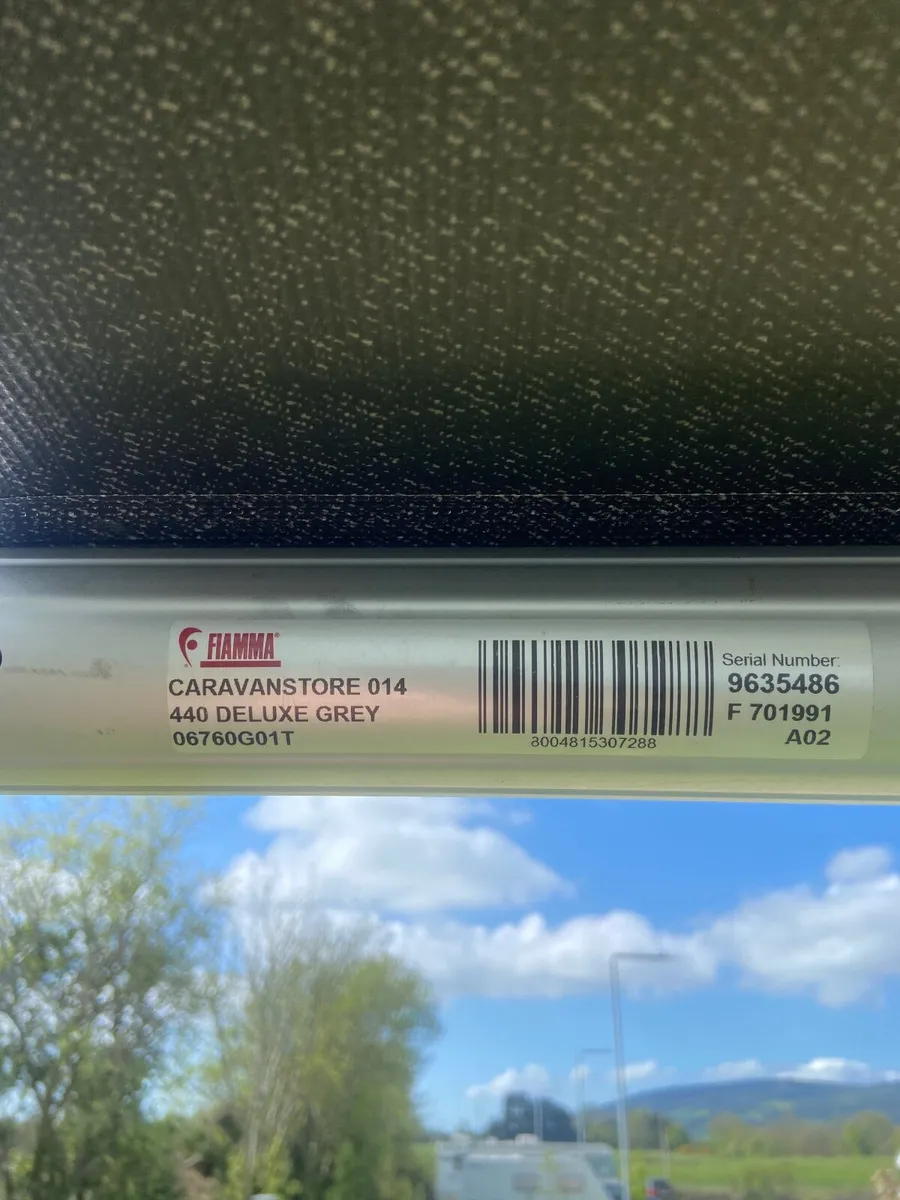 FIAMMA®
CARAVANSTORE 014
440 DELUXE GREY
06760G01T
8004815307288
Serial Number:
9635486
F 701991
A02